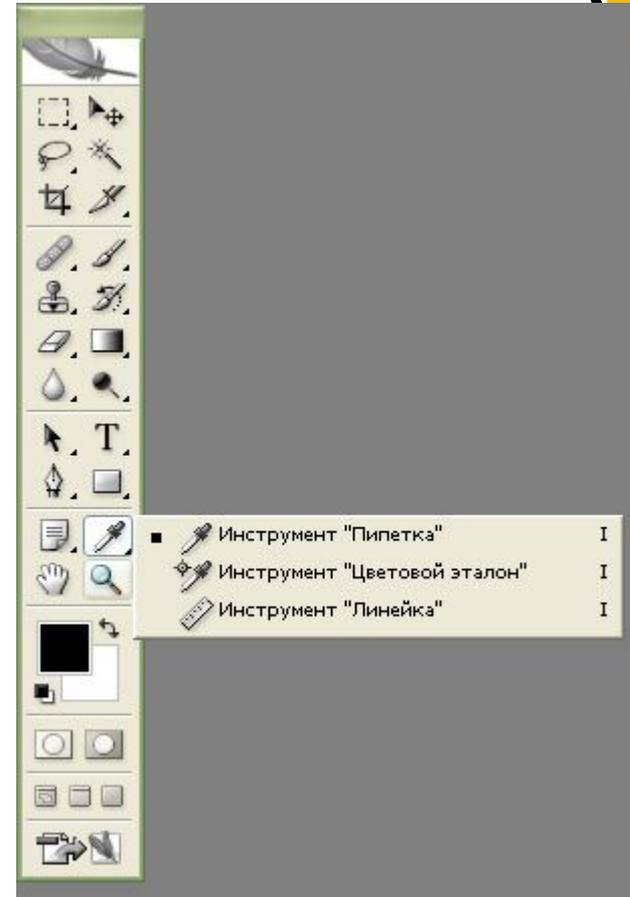 T
Инструмент "Пипетка" I
Инструмент "Цветовой эталон" I
Инструмент "Линейка" I